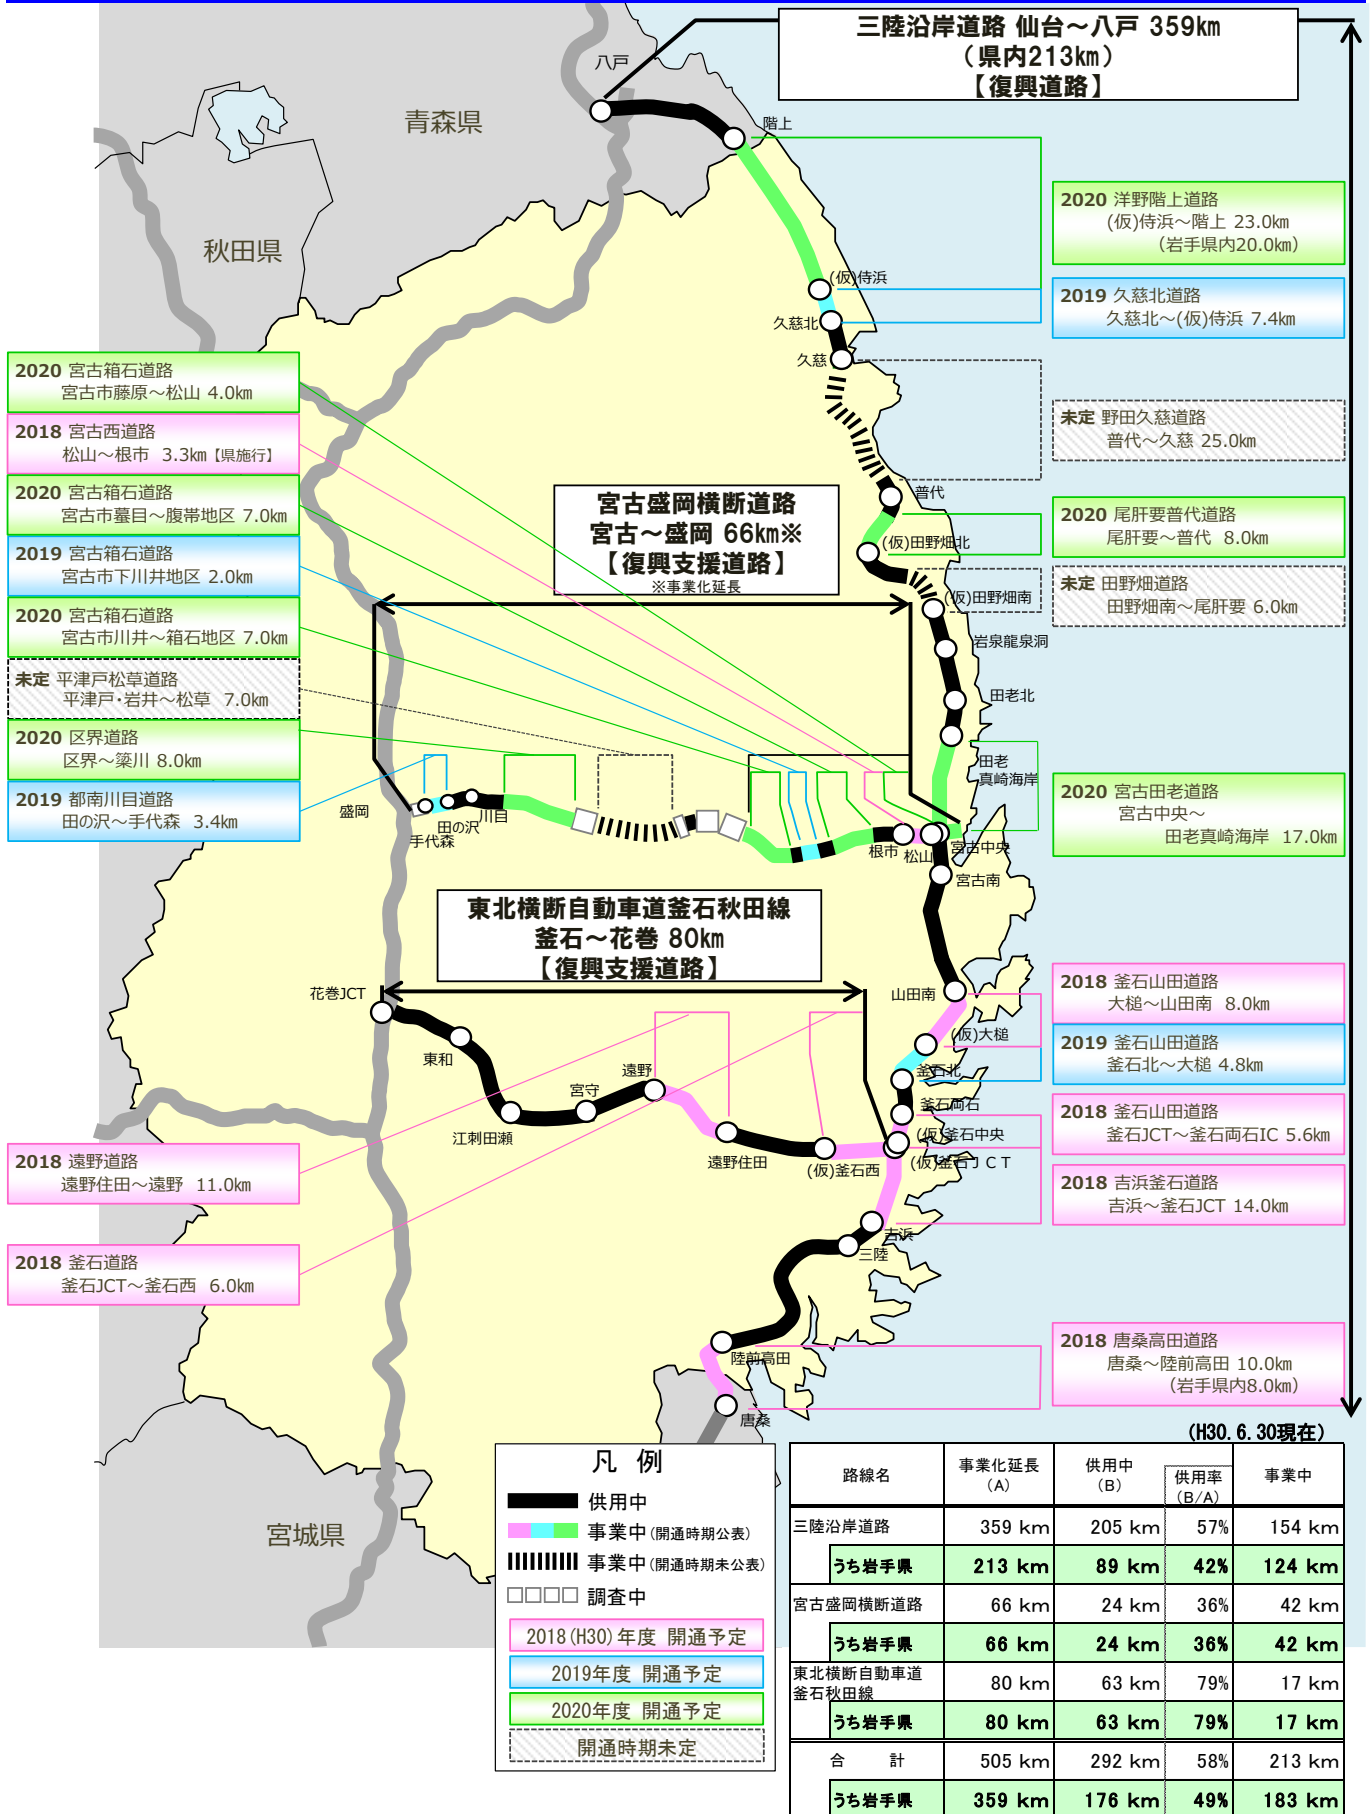 三陸沿岸道路 仙台～八戸 359km
（県内213km）
【復興道路】
八戸
青森県
階上
秋田県
2020 洋野階上道路
(仮)侍浜～階上 23.0km
（岩手県内20.0km）
(仮)侍浜
2019 久慈北道路
久慈北～(仮)侍浜 7.4km
久慈北
久慈
2020 宮古箱石道路
宮古市藤原～松山 4.0km
2018 宮古西道路
松山～根市 3.3km【県施行】
2020 宮古箱石道路
宮古市蟇目～腹帯地区 7.0km
2019 宮古箱石道路
宮古市下川井地区 2.0km
2020 宮古箱石道路
宮古市川井～箱石地区 7.0km
未定 平津戸松草道路
平津戸・岩井～松草 7.0km
2020 区界道路
区界～簗川 8.0km
2019 都南川目道路
田の沢～手代森 3.4km
未定 野田久慈道路
普代～久慈 25.0km
宮古盛岡横断道路
宮古～盛岡 66km※
【復興支援道路】
※事業化延長
普代
2020 尾肝要普代道路
尾肝要～普代 8.0km
(仮)田野畑北
未定 田野畑道路
田野畑南～尾肝要 6.0km
(仮)田野畑南
岩泉龍泉洞
田老北
田老
真崎海岸
2020 宮古田老道路
宮古中央～
田老真崎海岸 17.0km
盛岡
手代森
田の沢
川目
根市
松山
宮古中央
宮古南
東北横断自動車道釜石秋田線
釜石～花巻 80km
【復興支援道路】
花巻JCT
山田南
2018 釜石山田道路
大槌～山田南 8.0km
(仮)大槌
2019 釜石山田道路
釜石北～大槌 4.8km
東和
遠野
宮守
釜石北
釜石両石
2018 釜石山田道路
釜石JCT～釜石両石IC 5.6km
江刺田瀬
(仮)釜石中央
遠野住田
(仮)釜石西
(仮)釜石ＪＣＴ
2018 遠野道路
遠野住田～遠野 11.0km
2018 吉浜釜石道路
吉浜～釜石JCT 14.0km
吉浜
三陸
2018 釜石道路
釜石JCT～釜石西 6.0km
陸前高田
2018 唐桑高田道路
唐桑～陸前高田 10.0km
（岩手県内8.0km）
唐桑
宮城県
凡 例
供用中
事業中(開通時期公表)
事業中(開通時期未公表)
調査中
2018(H30)年度 開通予定
2019年度 開通予定
2020年度 開通予定
開通時期未定
(H30.6.30現在)
路線名 事業化延長（A） 供用中（B） 供用率（B/A） 事業中
三陸沿岸道路 359 km 205 km 57% 154 km
うち岩手県 213 km 89 km 42% 124 km
宮古盛岡横断道路 66 km 24 km 36% 42 km
うち岩手県 66 km 24 km 36% 42 km
東北横断自動車道
釜石秋田線 80 km 63 km 79% 17 km
うち岩手県 80 km 63 km 79% 17 km
合 計 505 km 292 km 58% 213 km
うち岩手県 359 km 176 km 49% 183 km